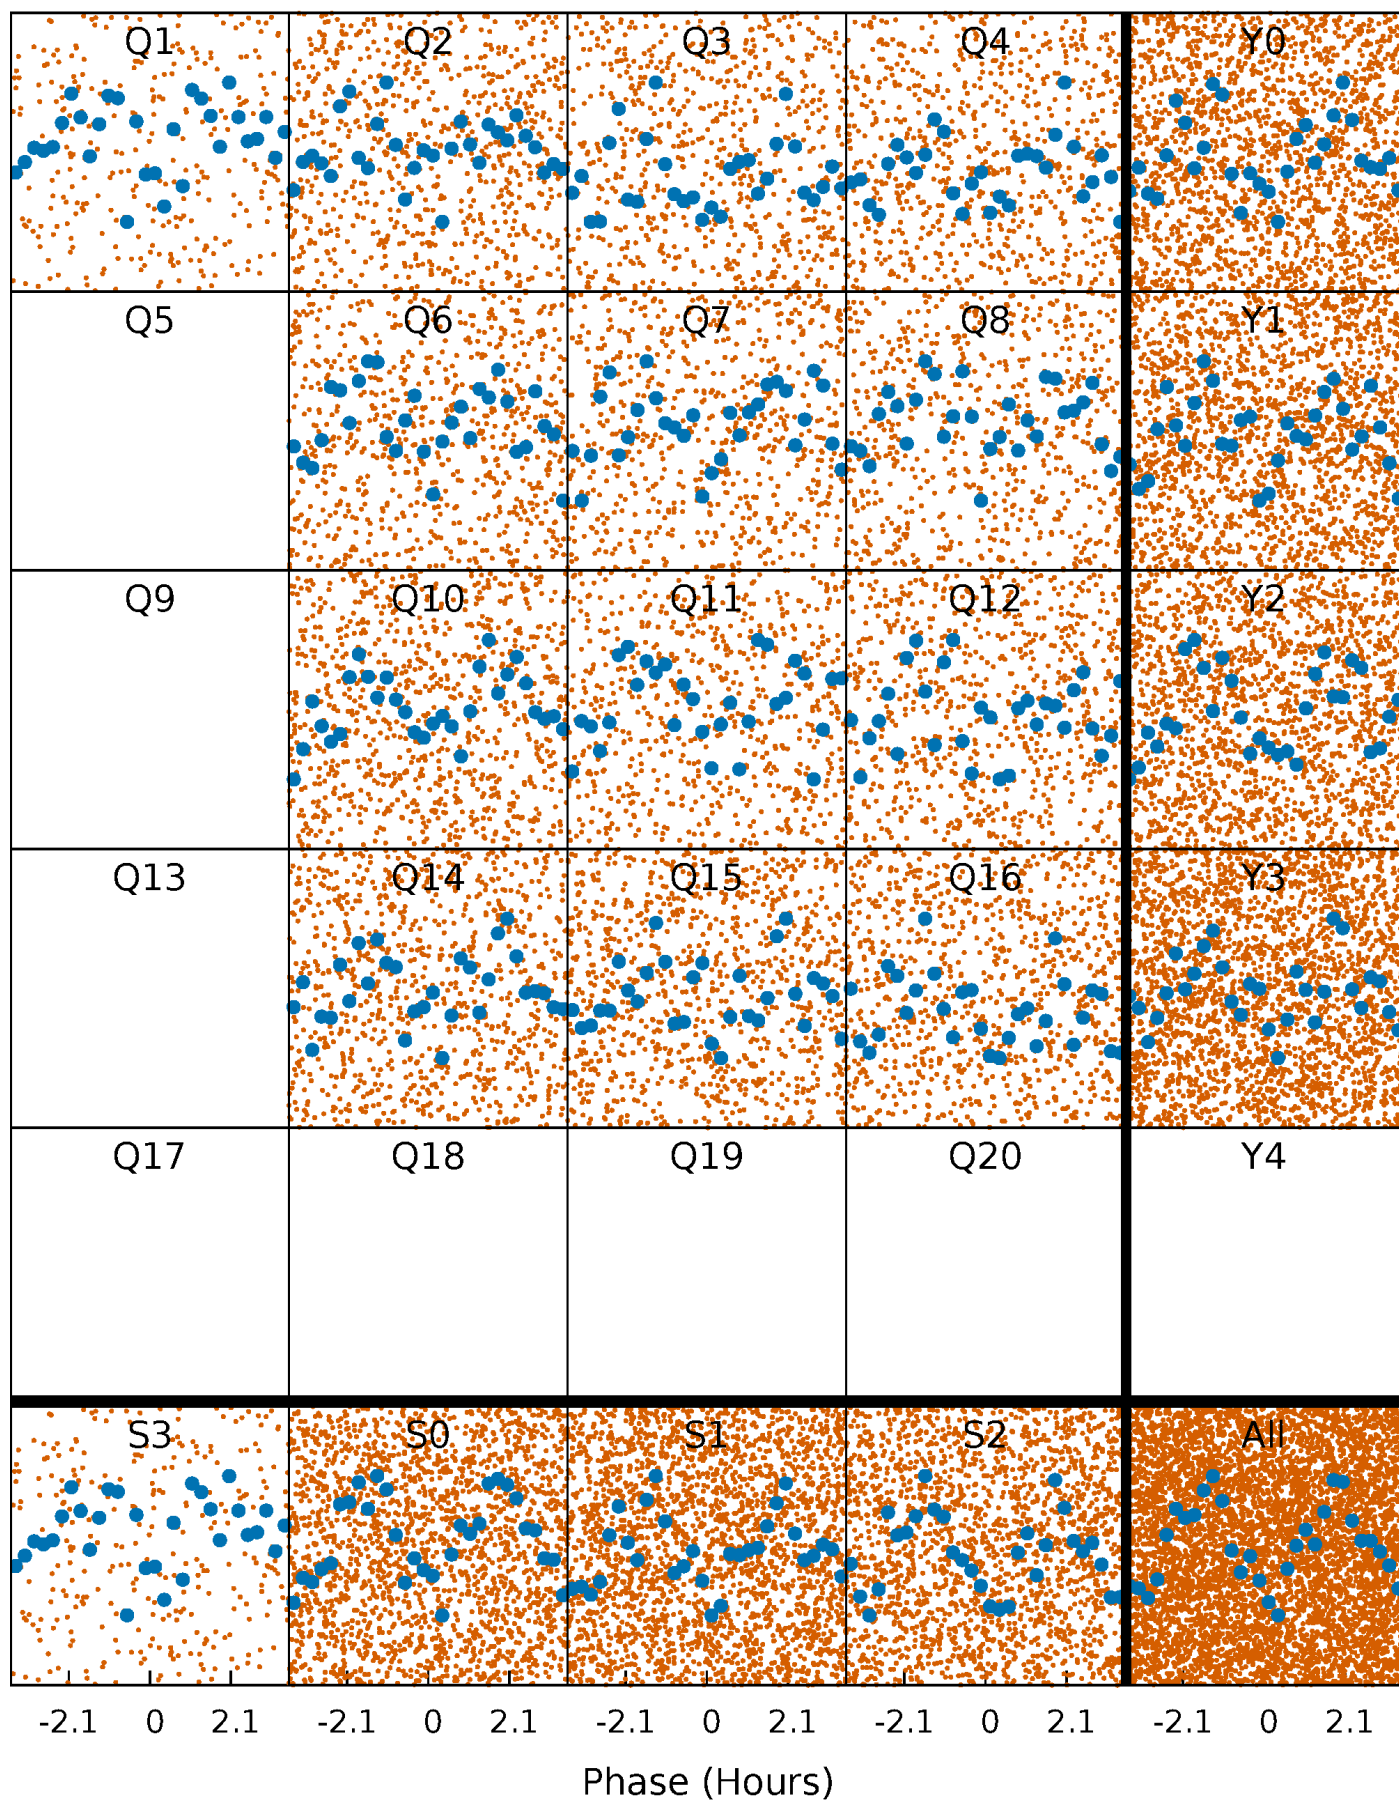 Q1 Q2 Q3 Q4 Y0
Q5 Q6 Q7 Q8 Y1
Q9 Q10 Q11 Q12 Y2
Q13 Q14 Q15 Q16 Y3
Q17 Q18 Q19 Q20 Y4
S3 S0 S1 S2 All
-2.1 0 2.1 -2.1 0 2.1 -2.1 0 2.1 -2.1 0 2.1 -2.1 0 2.1
Phase (Hours)